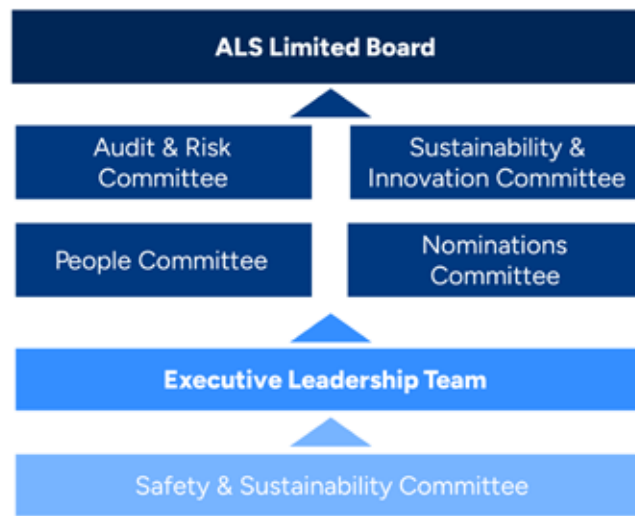 ALS Limited Board
Audit & Risk
Committee
Sustainability &
Innovation Committee
People Committee
Nominations
Committee
Executive Leadership Team
Safety & Sustainability Committee